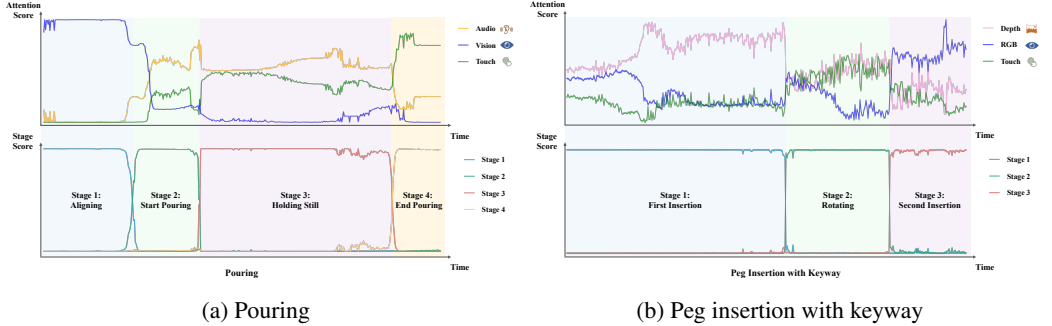 Attention
Score
Audio
Vision
Touch
Time
Stage
Score
Stage 1:
Aligning
Stage 2:
Start Pouring
Stage 3:
Holding Still
Stage 4:
End Pouring
Stage 1
Stage 2
Stage 3
Stage 4
Time
Pouring
(a) Pouring
Attention
Score
Depth
RGB
Touch
Time
Stage
Score
Stage 1:
First Insertion
Stage 2:
Rotating
Stage 3:
Second Insertion
Stage 1
Stage 2
Stage 3
Time
Peg Insertion with Keyway
(b) Peg insertion with keyway